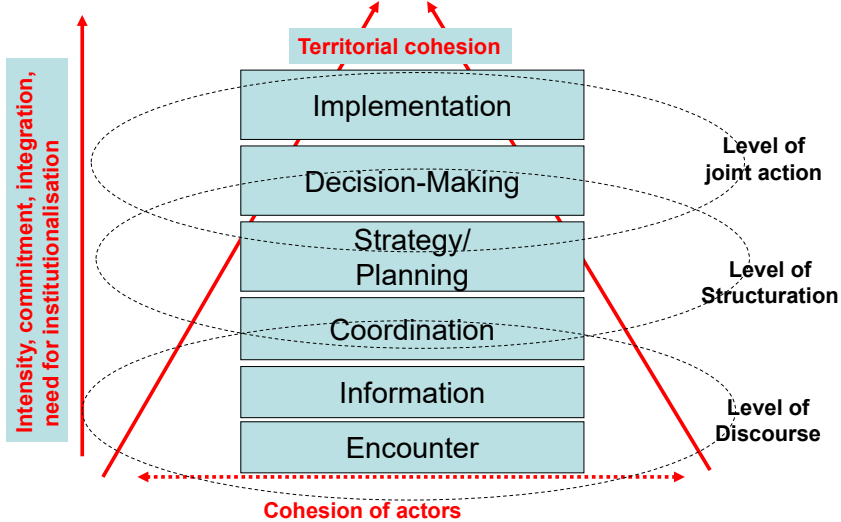 Territorial cohesion
Intensity, commitment, integration,
need for institutionalisation
Implementation
Level of
joint action
Decision-Making
Strategy/
Planning
Level of
Structuration
Coordination
Information
Level of
Discourse
Encounter
Cohesion of actors